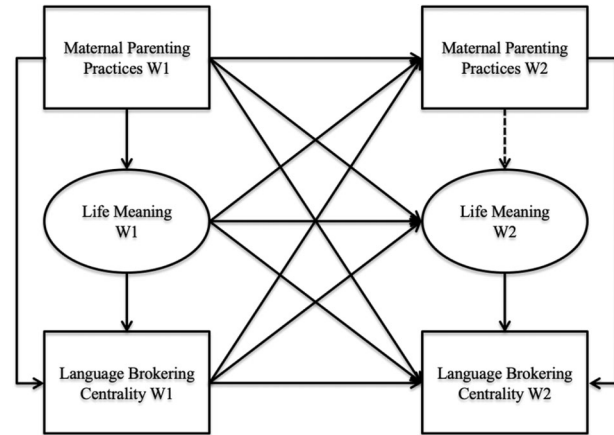 Maternal Parenting
Practices W1
Maternal Parenting
Practices W2
Life Meaning
W1
Life Meaning
W2
Language Brokering
Centrality W1
Language Brokering
Centrality W2